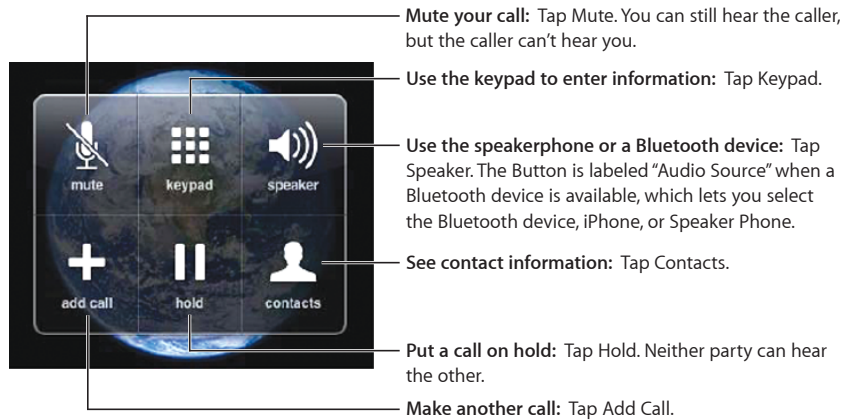 Mute your call: Tap Mute. You can still hear the caller,
but the caller can't hear you.
Use the keypad to enter information: Tap Keypad.
Use the speakerphone or a Bluetooth device: Tap
Speaker. The Button is labeled “Audio Source” when a
Bluetooth device is available, which lets you select
the Bluetooth device, iPhone, or Speaker Phone.
See contact information: Tap Contacts.
Put a call on hold: Tap Hold. Neither party can hear
the other.
Make another call: Tap Add Call.
mute keypad speaker
add call hold contacts